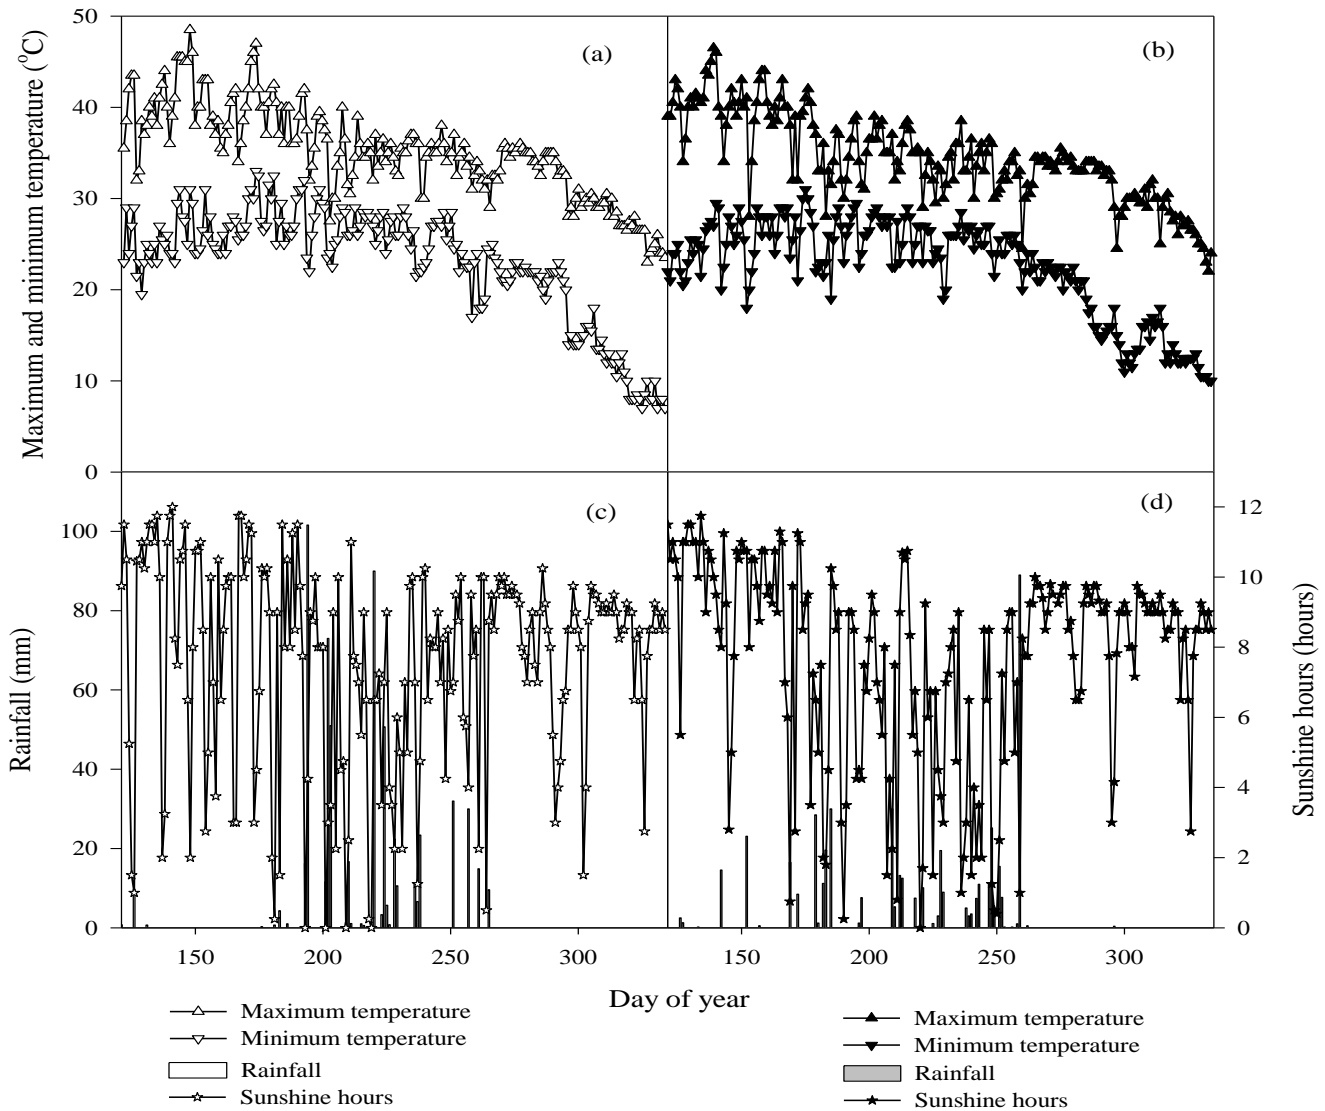 50
40
30
20
10
0
Maximum and minimum temperature (⁰C)
(a)
(b)
100
80
60
40
20
0
Rainfall (mm)
(c)
(d)
12
10
8
6
4
2
0
Sunshine hours (hours)
150
200
250
300
150
200
250
300
Day of year
Maximum temperature
Minimum temperature
Rainfall
Sunshine hours
Maximum temperature
Minimum temperature
Rainfall
Sunshine hours